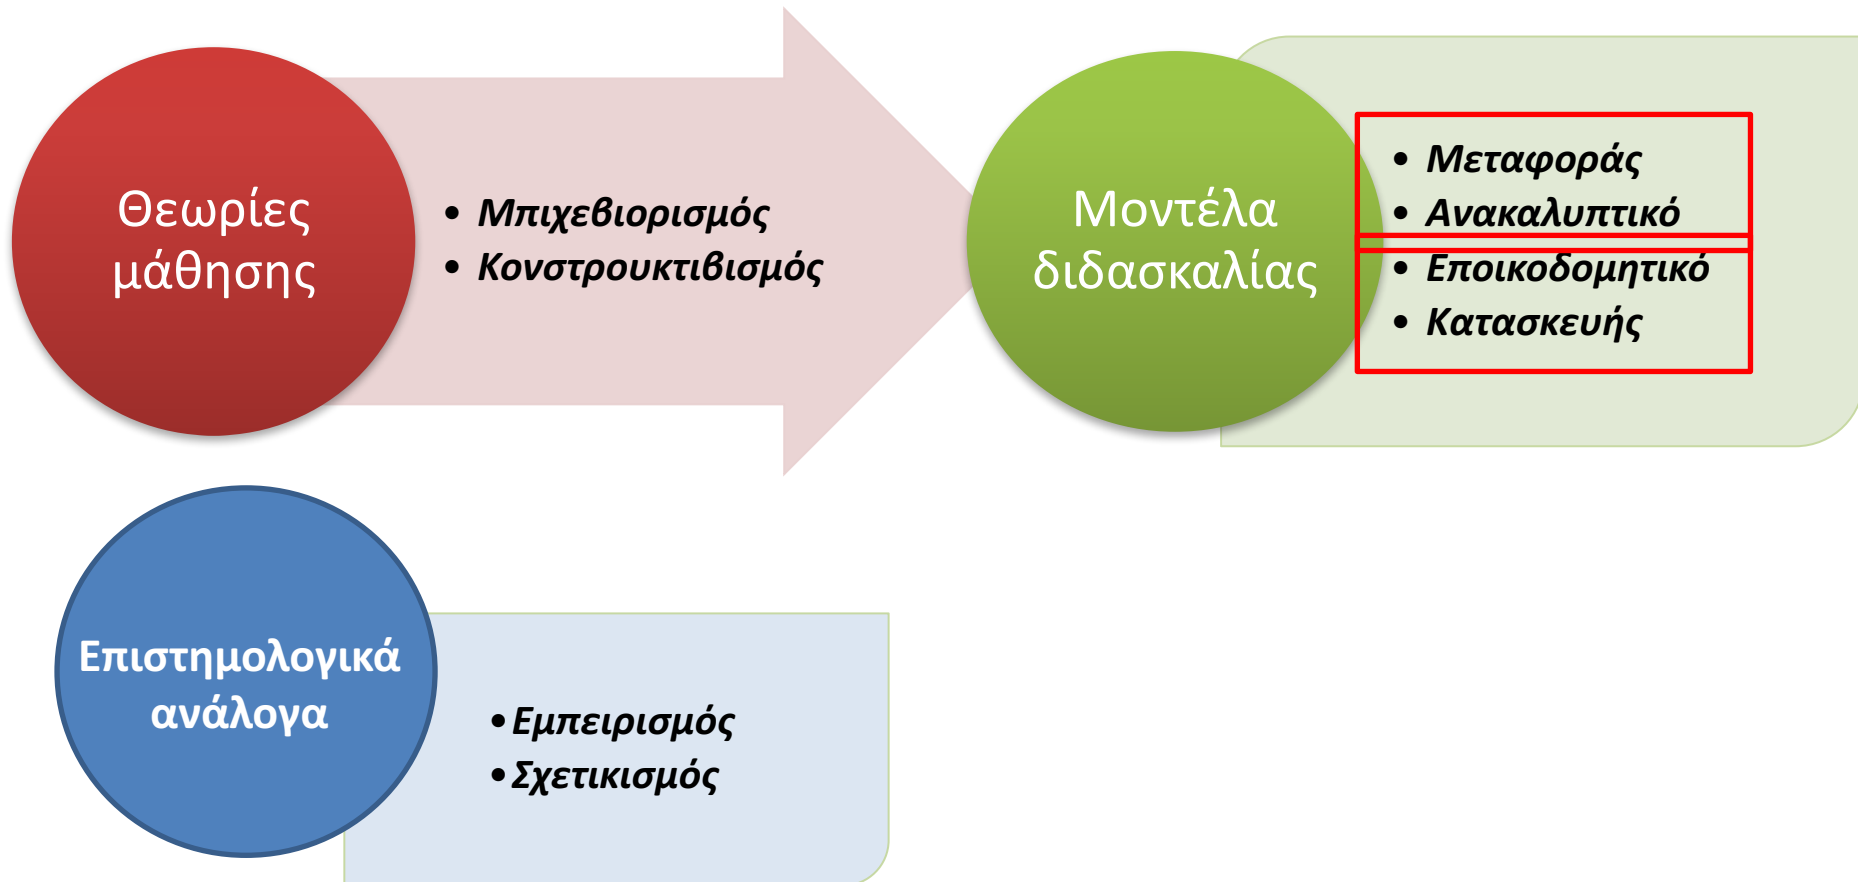 Θεωρίες
μάθησης
• Μπιχεβιορισμός
• Κονστρουκτιβισμός
Μοντέλα
διδασκαλίας
• Μεταφοράς
• Ανακαλυπτικό
• Εποικοδομητικό
• Κατασκευής
Επιστημολογικά
ανάλογα
•Εμπειρισμός
•Σχετικισμός